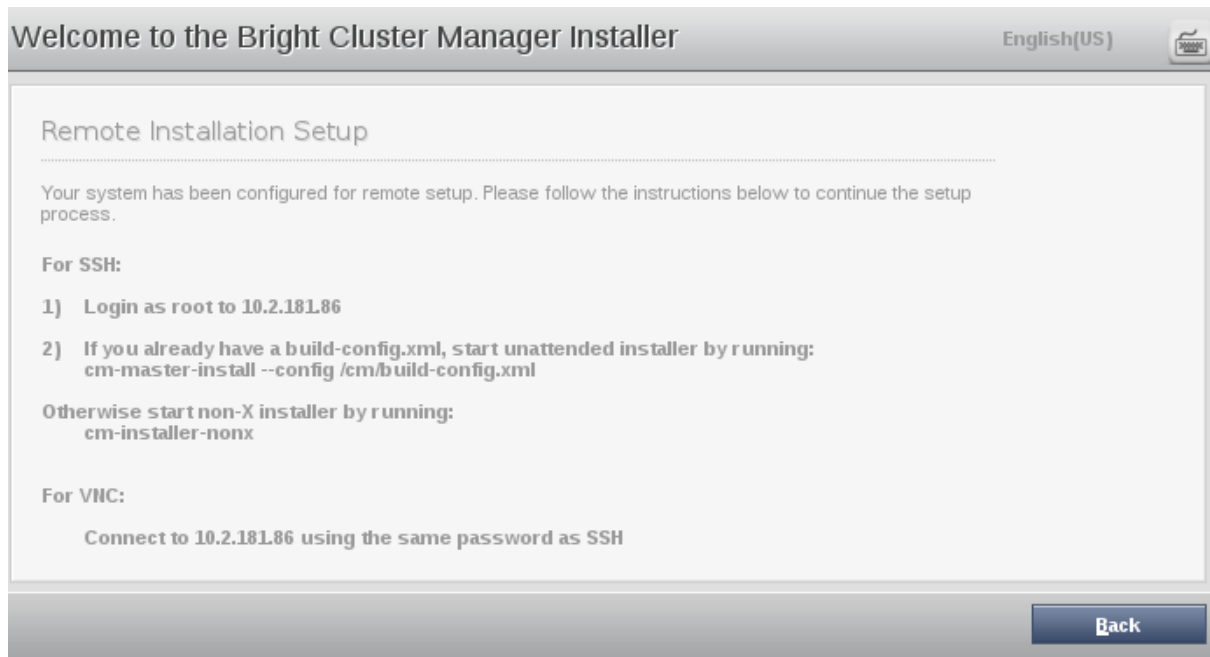 Welcome to the Bright Cluster Manager Installer
English(US)
Remote Installation Setup
Your system has been configured for remote setup. Please follow the instructions below to continue the setup
process.
For SSH:
1) Login as root to 10.2.181.86
2) If you already have a build-config.xml, start unattended installer by running:
cm-master-install --config /cm/build-config.xml
Otherwise start non-X installer by running:
cm-installer-nonx
For VNC:
Connect to 10.2.181.86 using the same password as SSH
Back